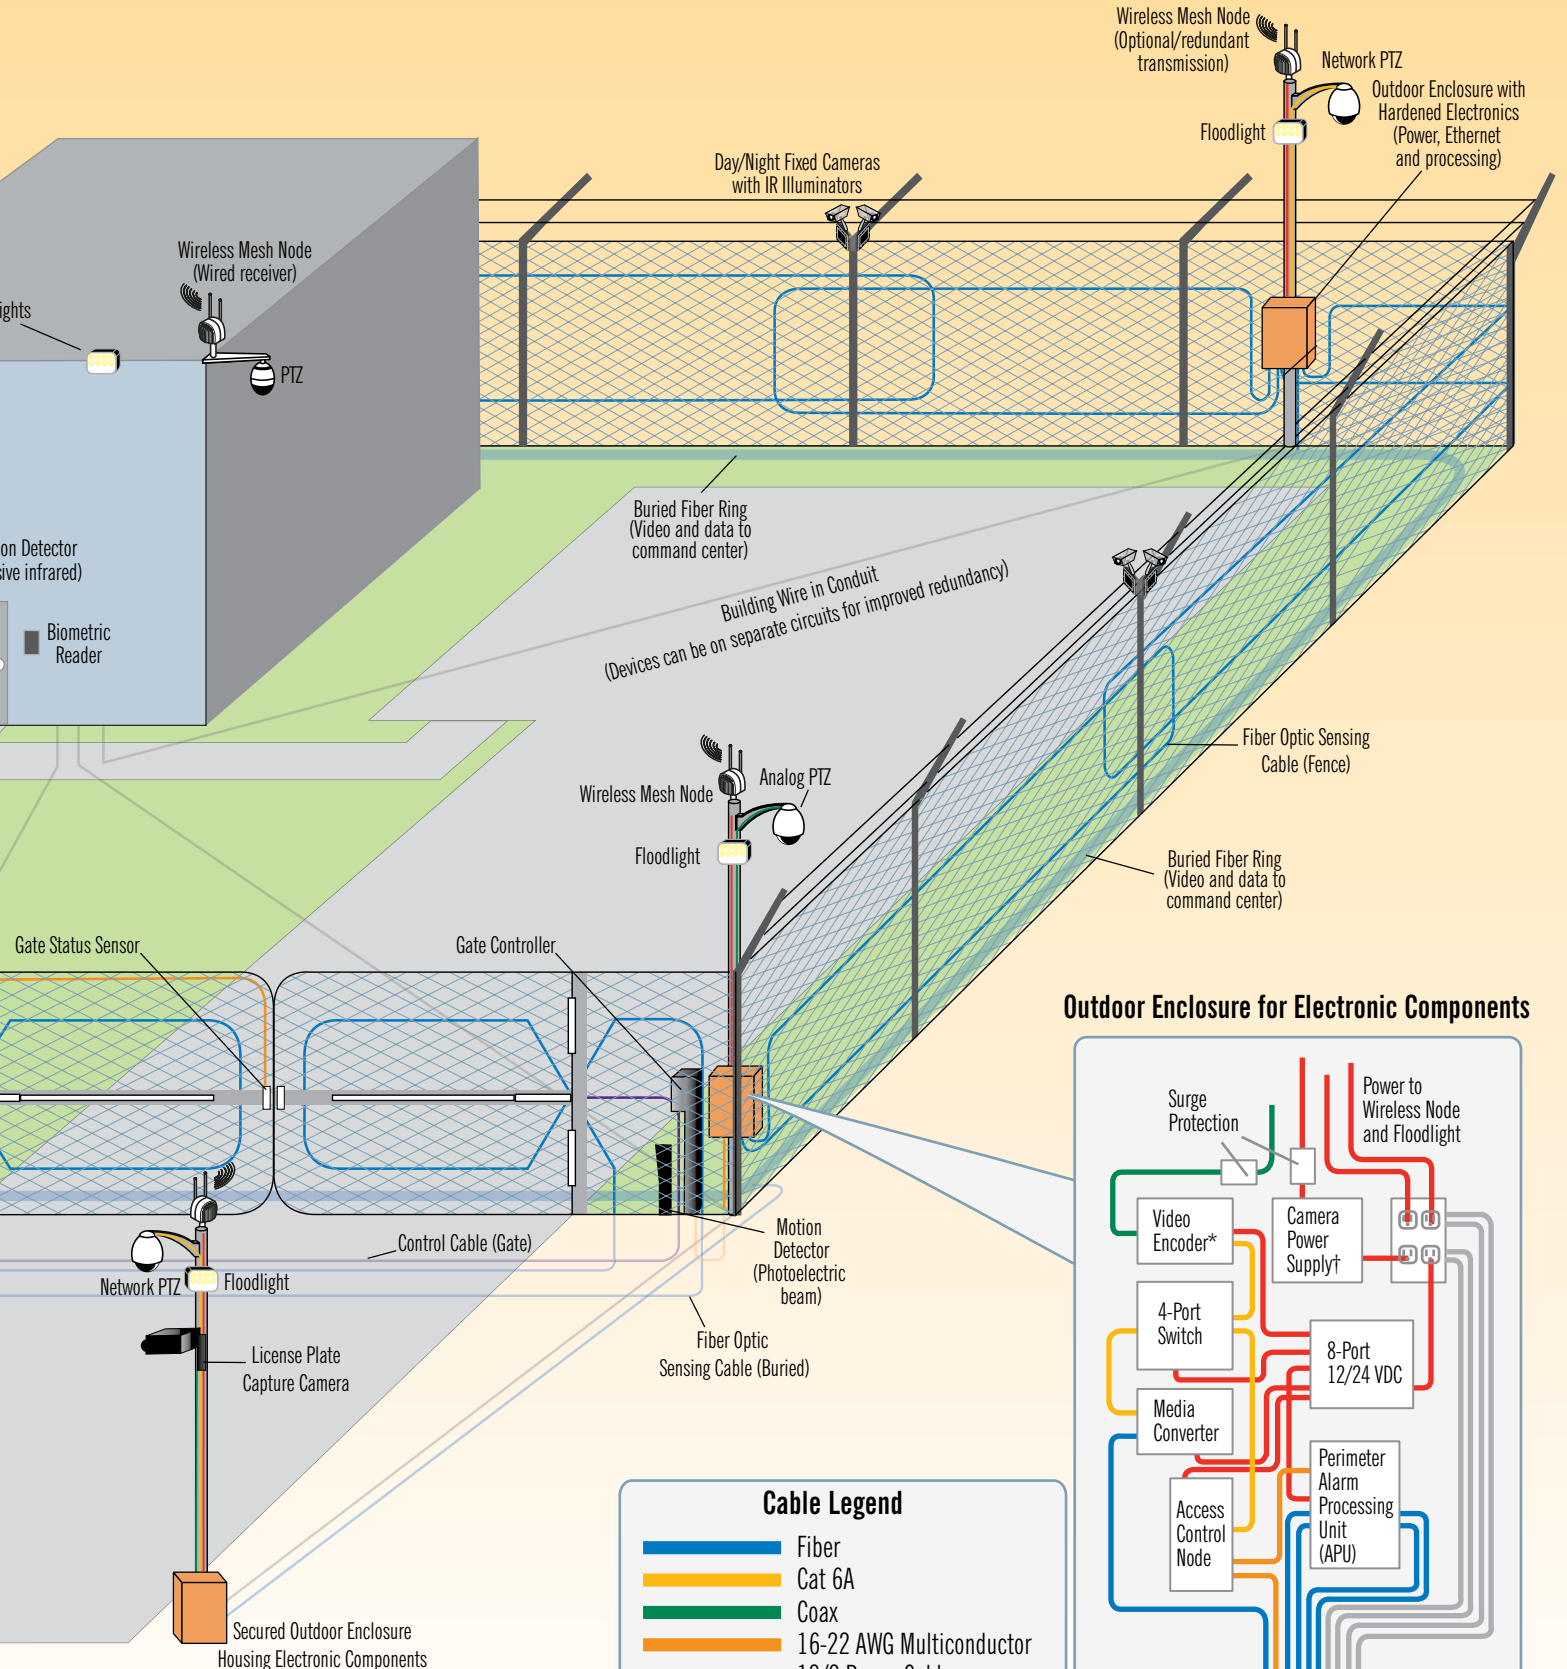 Wireless Mesh Node
(Optional/redundant
transmission)
Network PTZ
Outdoor Enclosure with
Hardened Electronics
(Power, Ethernet
and processing)
Floodlight
Day/Night Fixed Cameras
with IR Illuminators
Wireless Mesh Node
(Wired receiver)
ights
PTZ
Buried Fiber Ring
(Video and data to
command center)
on Detector
sive infrared)
Building Wire in Conduit
(Devices can be on separate circuits for improved redundancy)
Biometric
Reader
Fiber Optic Sensing
Cable (Fence)
Wireless Mesh Node
Analog PTZ
Floodlight
Buried Fiber Ring
(Video and data to
command center)
Gate Status Sensor
Gate Controller
Control Cable (Gate)
Motion
Detector
(Photoelectric
beam)
Network PTZ
Floodlight
Fiber Optic
Sensing Cable (Buried)
License Plate
Capture Camera
Secured Outdoor Enclosure
Housing Electronic Components
Outdoor Enclosure for Electronic Components
Surge
Protection
Power to
Wireless Node
and Floodlight
Video
Encoder*
Camera
Power
Supply†
4-Port
Switch
8-Port
12/24 VDC
Media
Converter
Perimeter
Alarm
Processing
Unit
(APU)
Access
Control
Node
Cable Legend
Fiber
Cat 6A
Coax
16-22 AWG Multiconductor